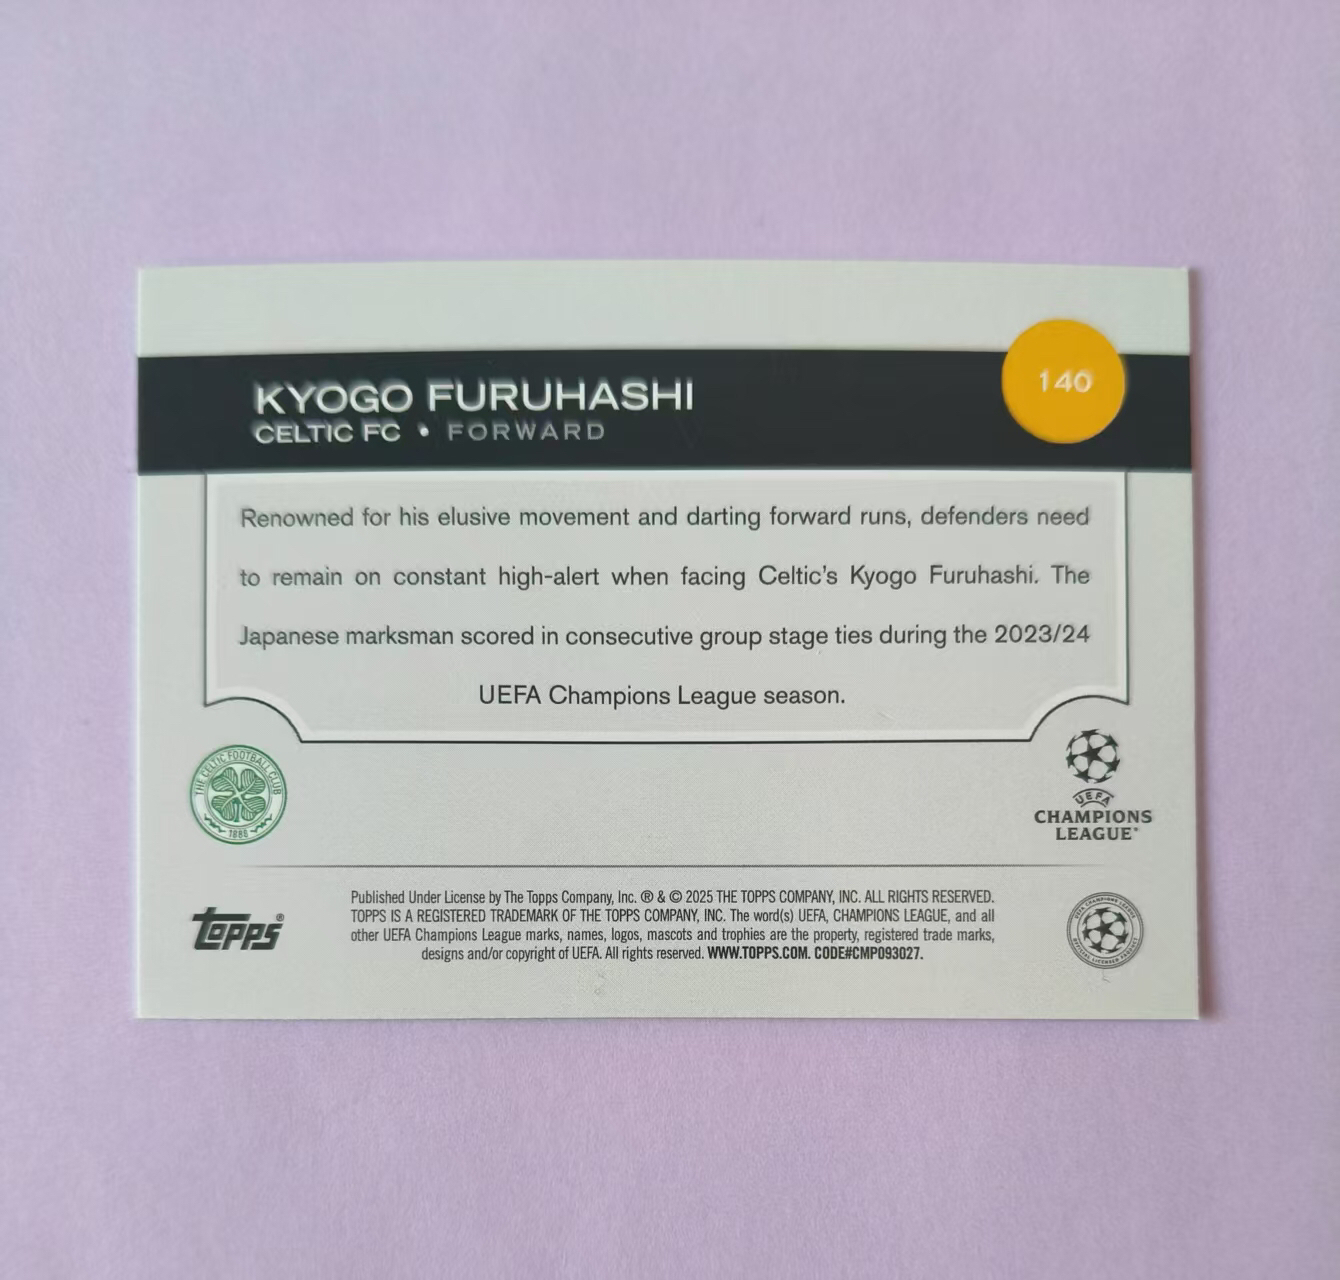 KYOGO FURUHASHI
CELTIC FC • FORWARD
140
Renowned for his elusive movement and darting forward runs, defenders need
to remain on constant high-alert when facing Celtic's Kyogo Furuhashi. The
Japanese marksman scored in consecutive group stage ties during the 2023/24
UEFA Champions League season.
THE CELTIC FOOTBALL CLUB
1888
UEFA
CHAMPIONS
LEAGUE®
topps®
Published Under License by The Topps Company, Inc. ® & © 2025 THE TOPPS COMPANY, INC. ALL RIGHTS RESERVED.
TOPPS IS A REGISTERED TRADEMARK OF THE TOPPS COMPANY, INC. The word(s) UEFA, CHAMPIONS LEAGUE, and all
other UEFA Champions League marks, names, logos, mascots and trophies are the property, registered trade marks,
designs and/or copyright of UEFA. All rights reserved. WWW.TOPPS.COM. CODE#CMP093027.
UEFA CHAMPIONS LEAGUE
OFFICIAL LICENSED PRODUCT